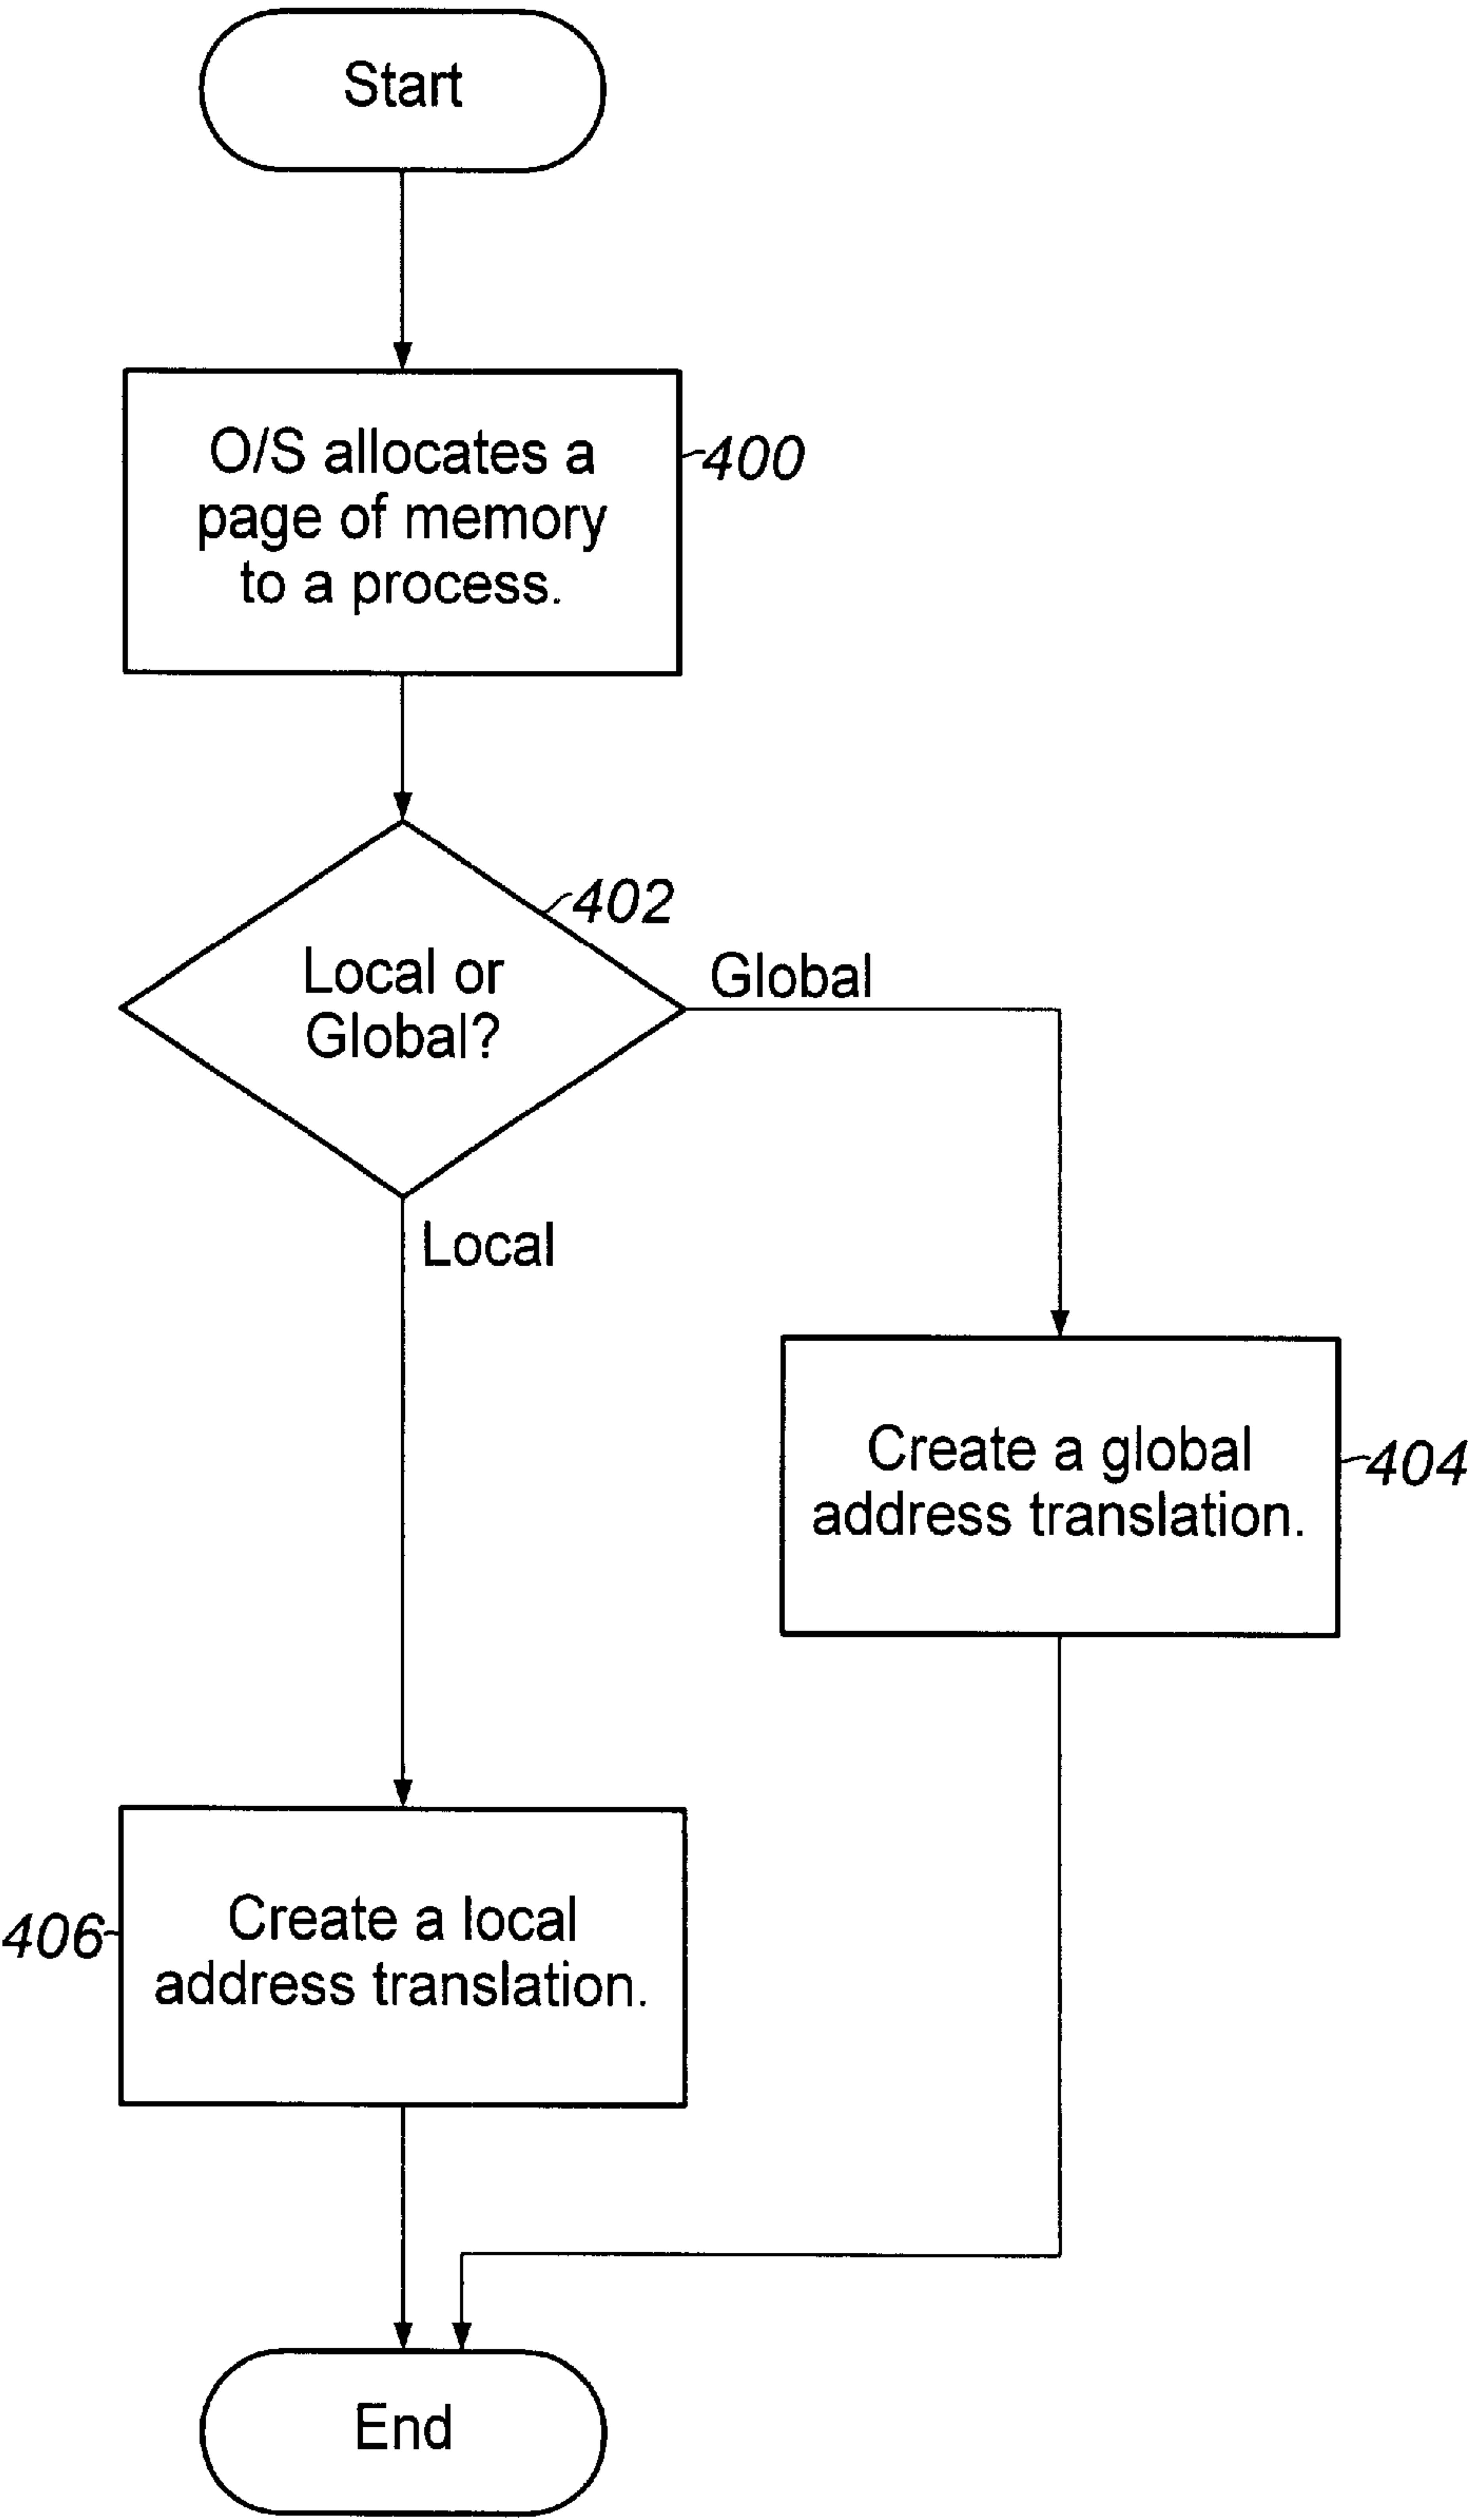 Start
O/S allocates a
page of memory
to a process.
400
402
Local or
Global?
Global
Local
Create a global
address translation.
404
406
Create a local
address translation.
End